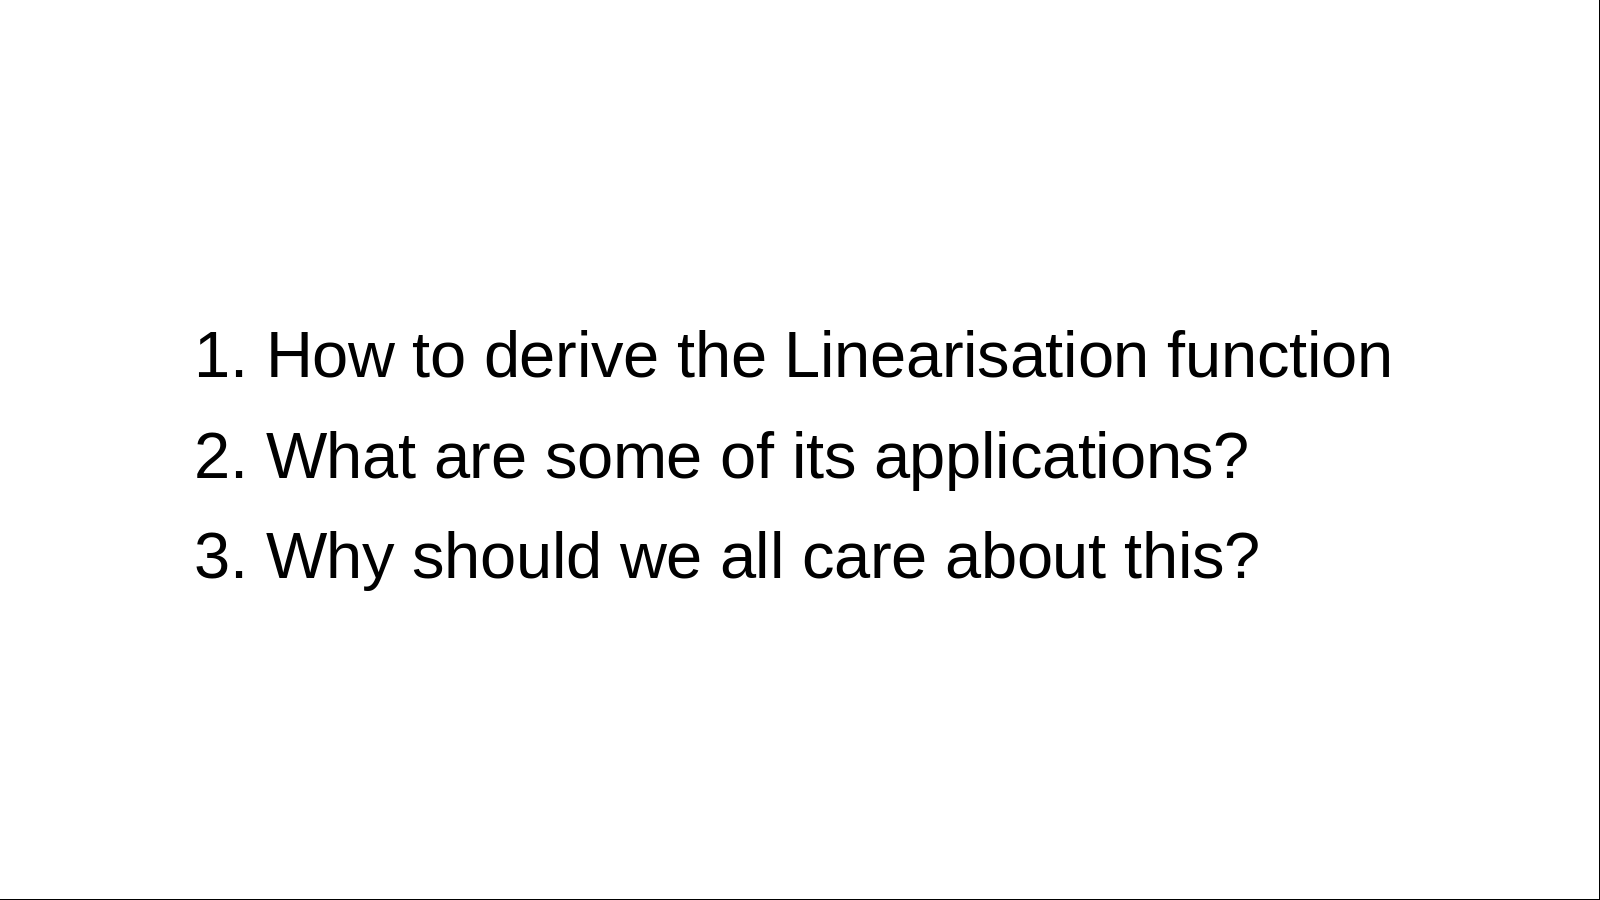 1. How to derive the Linearisation function
2. What are some of its applications?
3. Why should we all care about this?